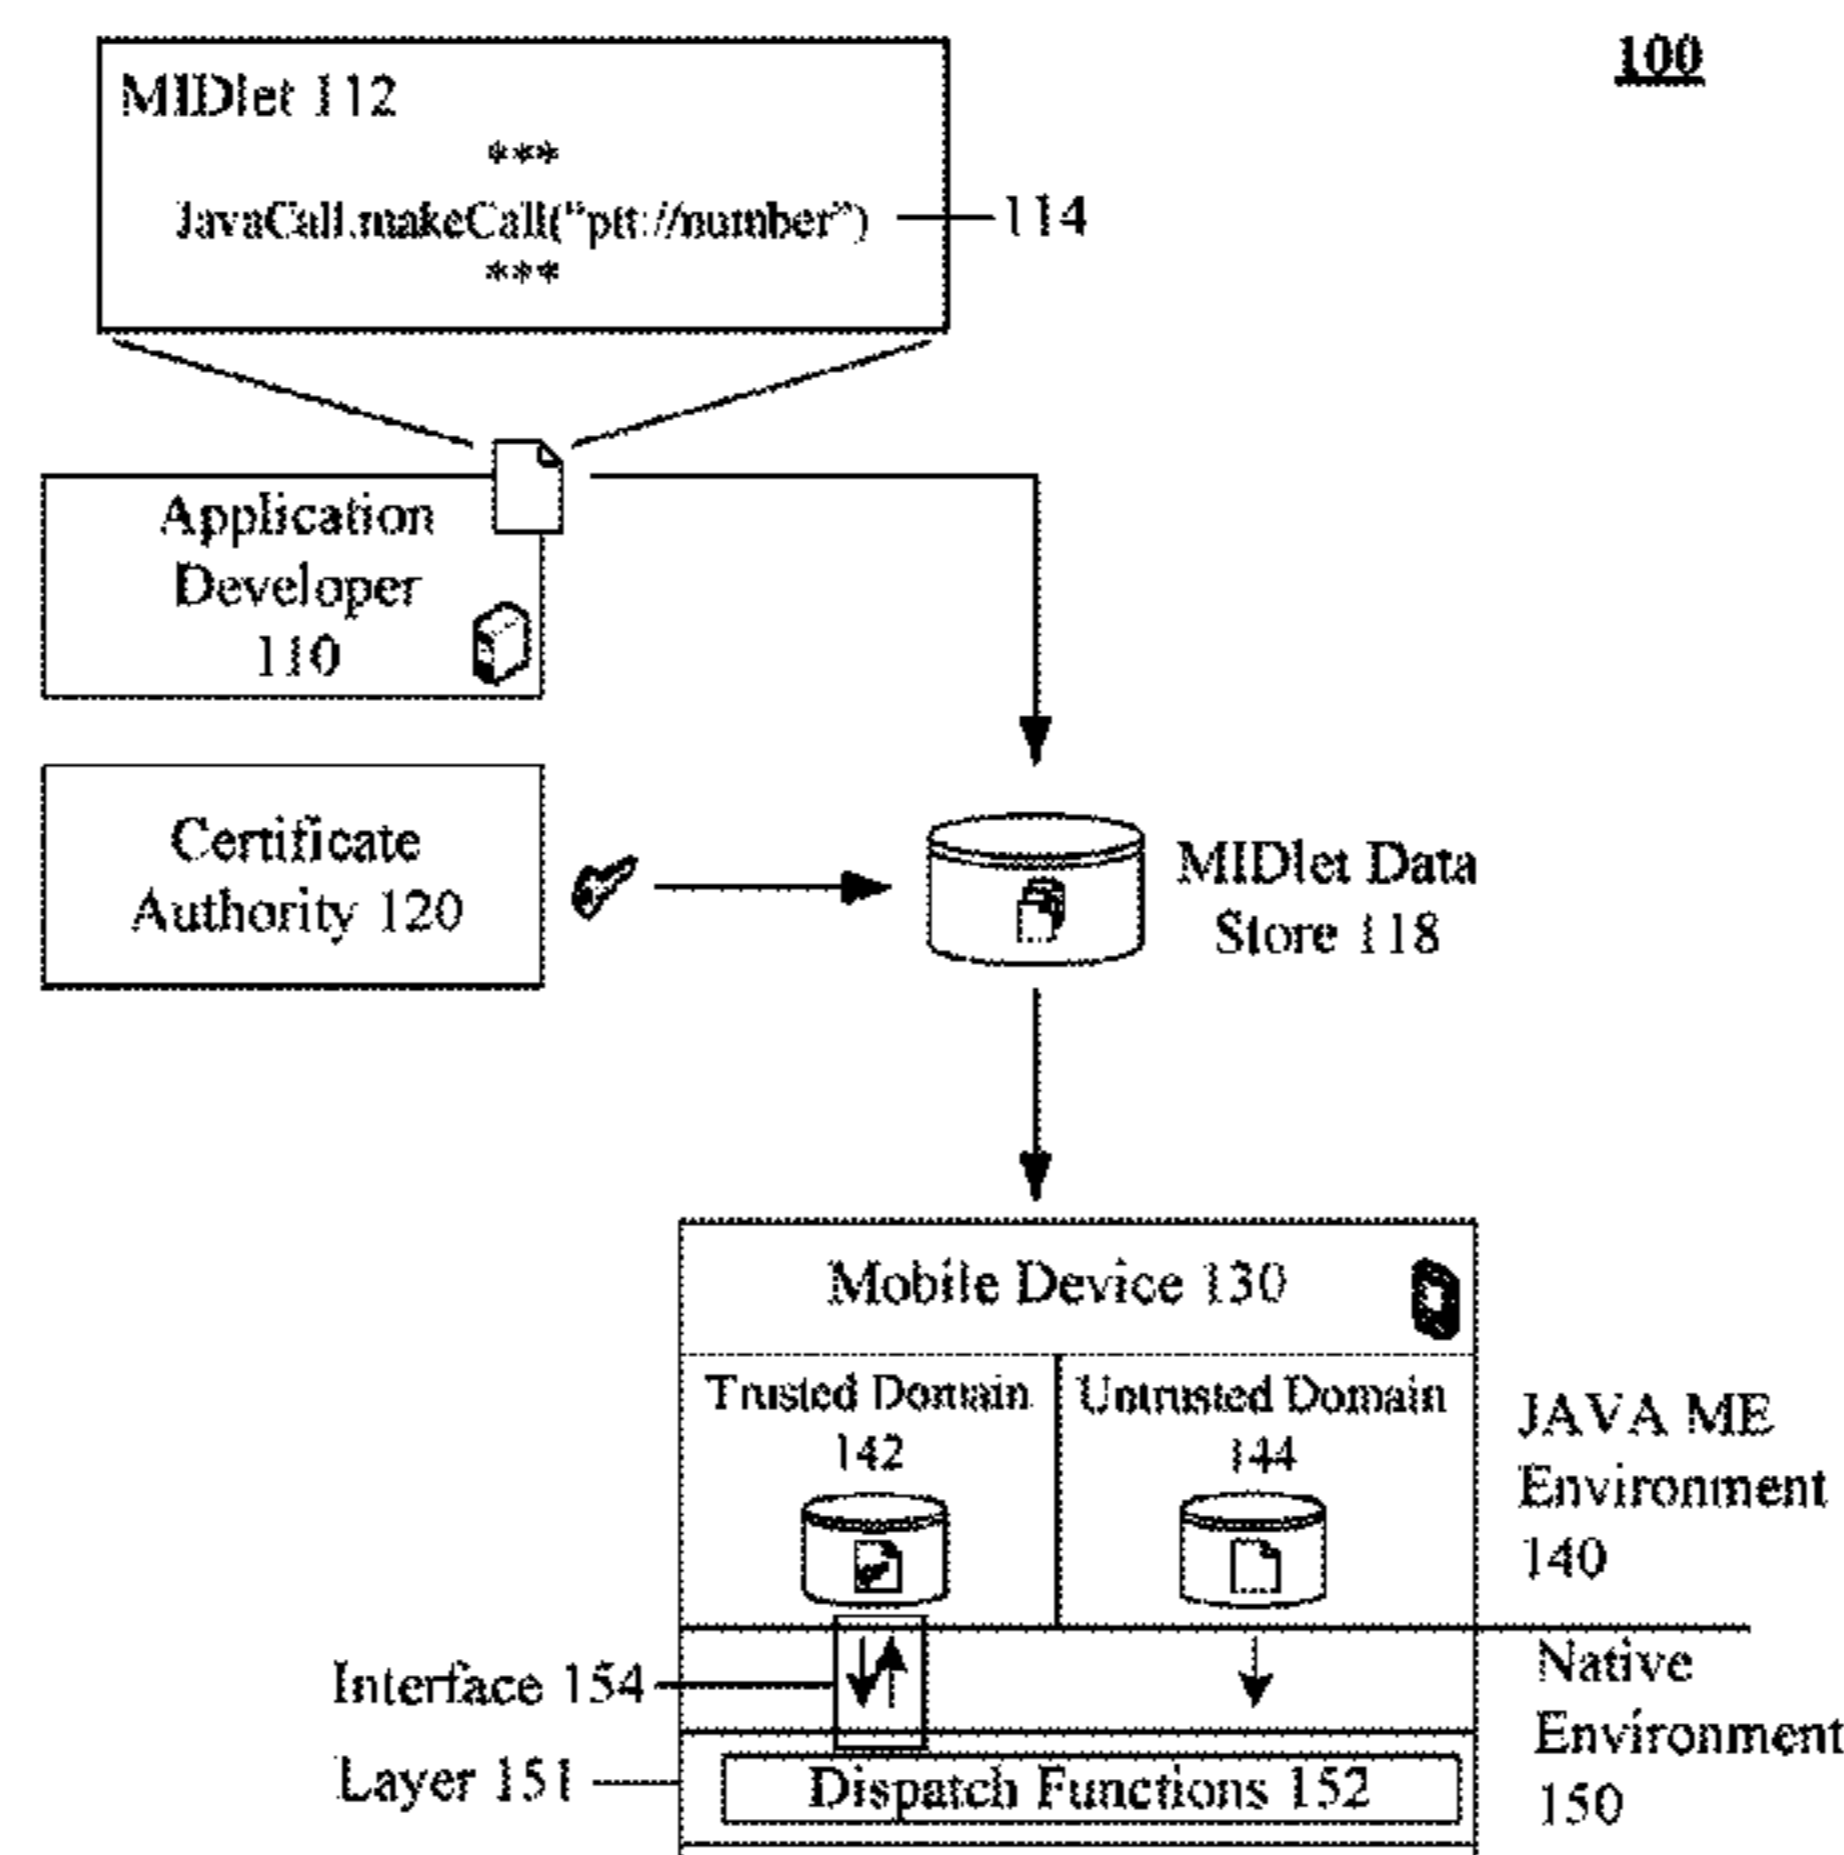 100
MIDlet 112
***
JavaCall.makeCall("ptt://number")
***
114
Application
Developer
110
Certificate
Authority 120
MIDlet Data
Store 118
Mobile Device 130
Trusted Domain
142
Untrusted Domain
144
JAVA ME
Environment
140
Interface 154
Native
Environment
150
Layer 151
Dispatch Functions 152